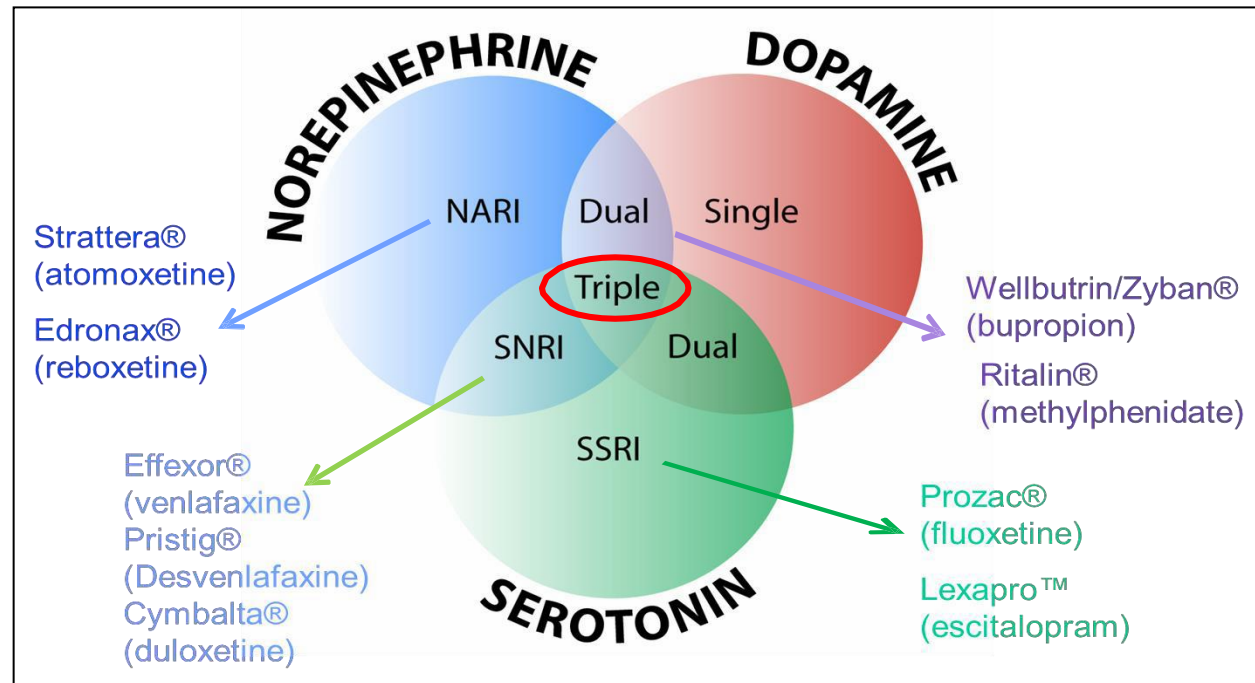 NOREPINEPHRINE
DOPAMINE
NARI
Dual
Single
Triple
SNRI
Dual
SSRI
SEROTONIN
Strattera®
(atomoxetine)
Edronax®
(reboxetine)
Effexor®
(venlafaxine)
Pristig®
(Desvenlafaxine)
Cymbalta®
(duloxetine)
Wellbutrin/Zyban®
(bupropion)
Ritalin®
(methylphenidate)
Prozac®
(fluoxetine)
Lexapro™
(escitalopram)